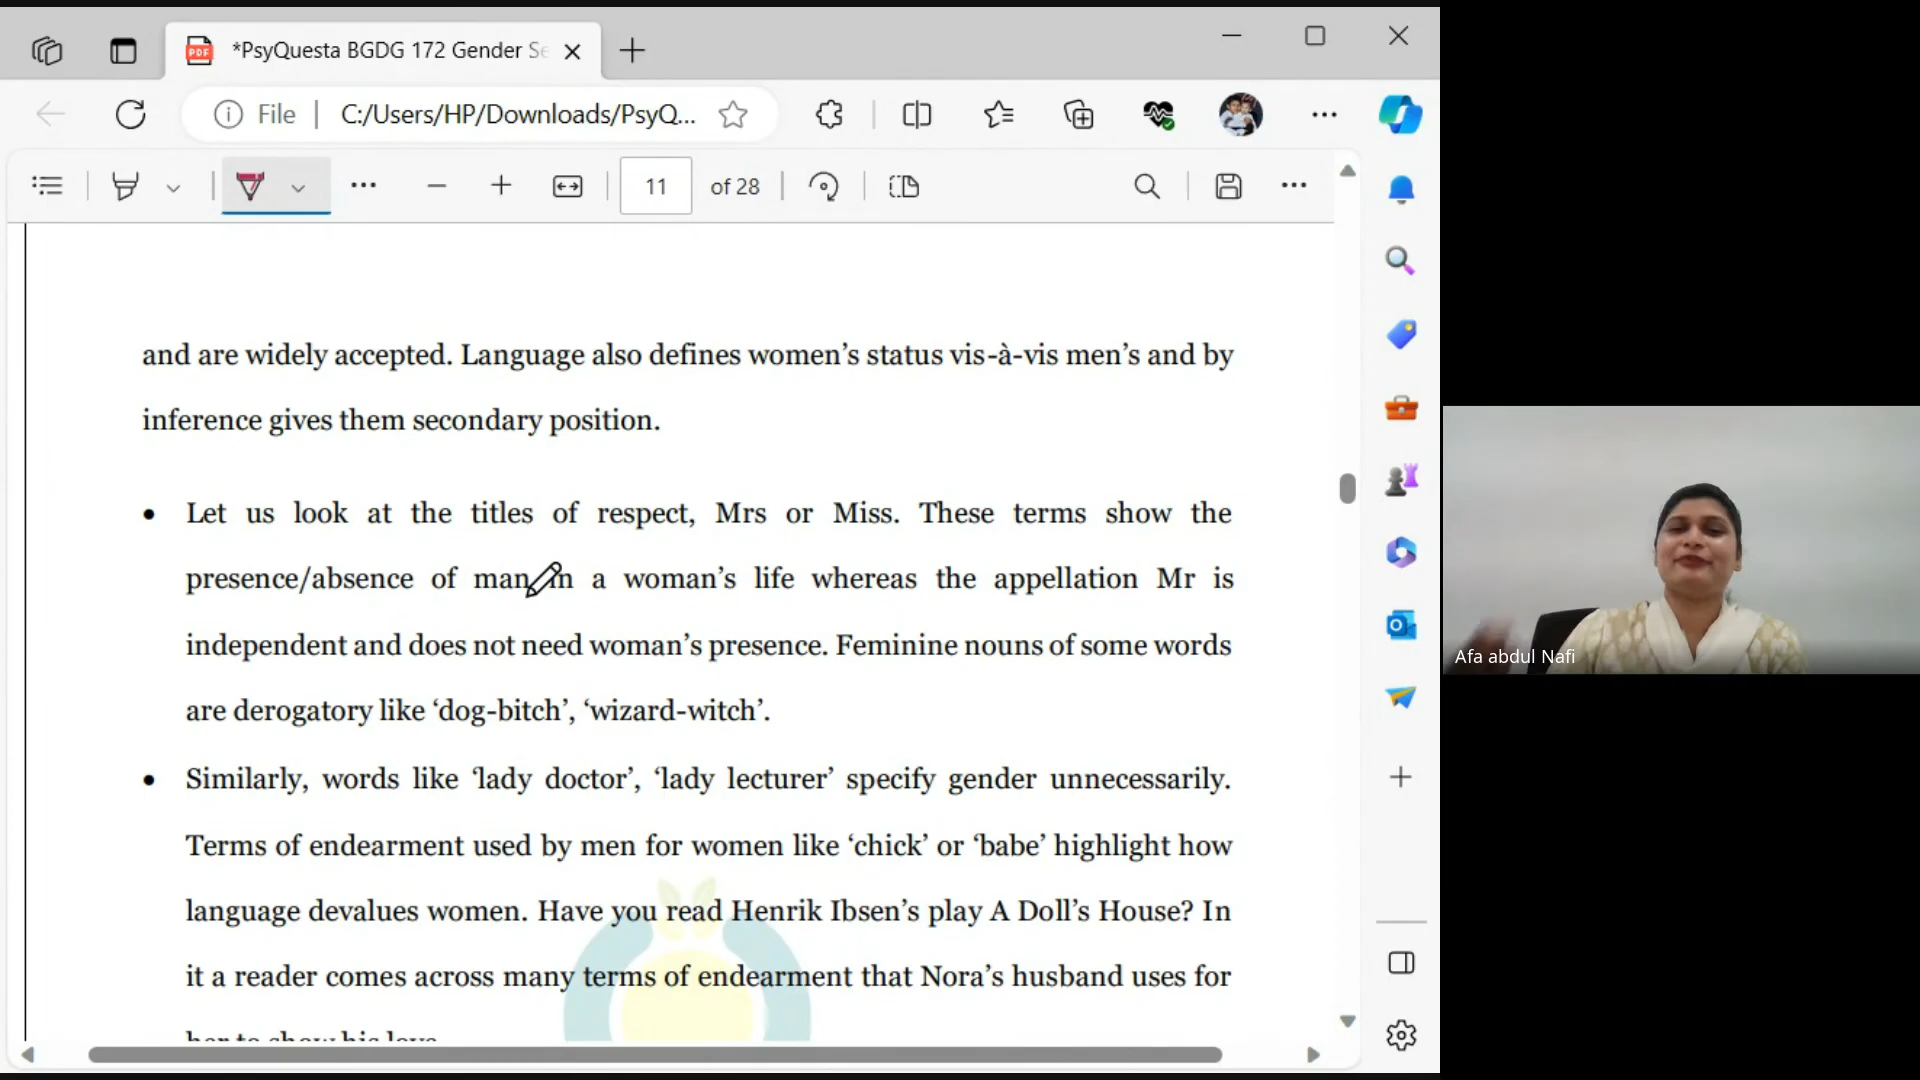 *PsyQuesta BGDG 172 Gender Se
File
C:/Users/HP/Downloads/PsyQ...
11 of 28
and are widely accepted. Language also defines women’s status vis-à-vis men’s and by
inference gives them secondary position.
• Let us look at the titles of respect, Mrs or Miss. These terms show the
presence/absence of man in a woman’s life whereas the appellation Mr is
independent and does not need woman’s presence. Feminine nouns of some words
are derogatory like ‘dog-bitch’, ‘wizard-witch’.
• Similarly, words like ‘lady doctor’, ‘lady lecturer’ specify gender unnecessarily.
Terms of endearment used by men for women like ‘chick’ or ‘babe’ highlight how
language devalues women. Have you read Henrik Ibsen’s play A Doll’s House? In
it a reader comes across many terms of endearment that Nora’s husband uses for
her to show his love
Afa abdul Nafi